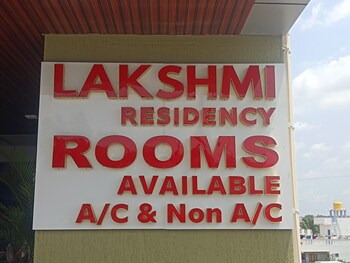 LAKSHMI
RESIDENCY
ROOMS
AVAILABLE
A/C & Non A/C